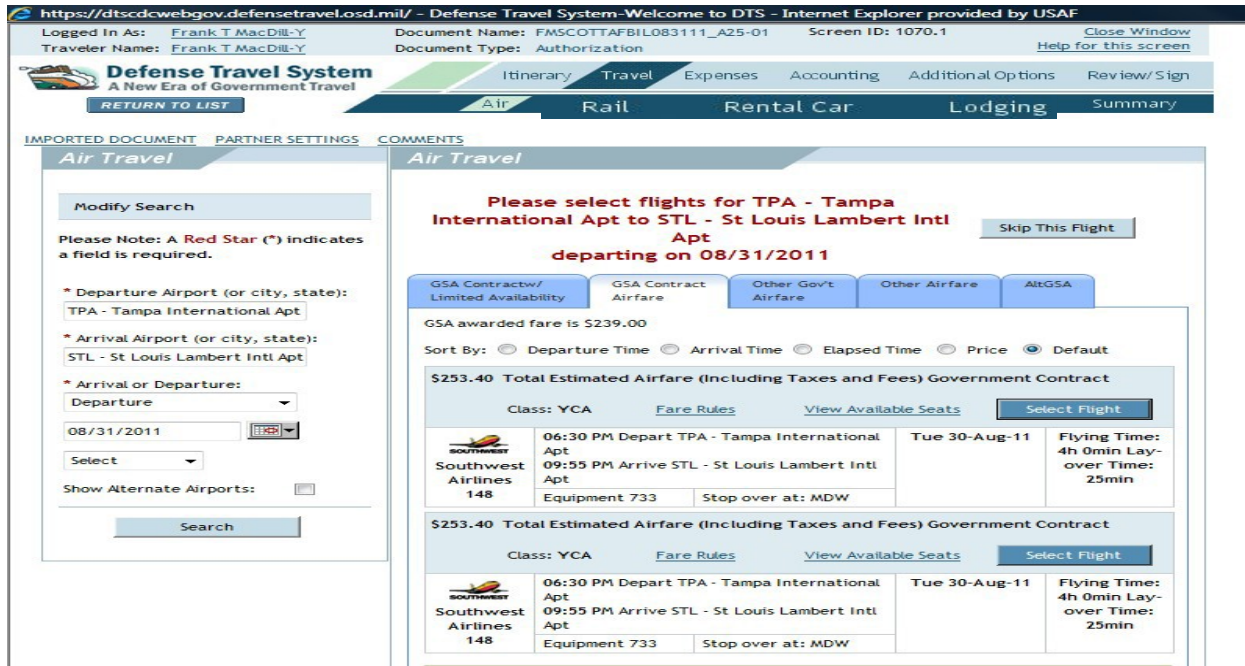 https://dtscdcwebgov.defensetravel.osd.mil/ - Defense Travel System-Welcome to DTS - Internet Explorer provided by USAF
Logged In As: Frank T MacDill-Y Document Name: FMSCOTTAFBIL083111_A25-01 Screen ID: 1070.1 Close Window
Traveler Name: Frank T MacDill-Y Document Type: Authorization Help for this screen
Defense Travel System
A New Era of Government Travel
Itinerary Travel Expenses Accounting Additional Options Review/Sign
RETURN TO LIST
Air Rail Rental Car Lodging Summary
IMPORTED DOCUMENT PARTNER SETTINGS COMMENTS
Air Travel
Modify Search
Please Note: A Red Star (*) indicates
a field is required.
* Departure Airport (or city, state):
TPA - Tampa International Apt
* Arrival Airport (or city, state):
STL - St Louis Lambert Intl Apt
* Arrival or Departure:
Departure
08/31/2011
Select
Show Alternate Airports:
Search
Air Travel
Please select flights for TPA - Tampa
International Apt to STL - St Louis Lambert Intl
Apt
departing on 08/31/2011
Skip This Flight
GSA Contractw/
Limited Availability
GSA Contract
Airfare
Other Gov't
Airfare
Other Airfare
AltGSA
GSA awarded fare is $239.00
Sort By: Departure Time Arrival Time Elapsed Time Price Default
$253.40 Total Estimated Airfare (Including Taxes and Fees) Government Contract
Class: YCA Fare Rules View Available Seats Select Flight
SOUTHWEST
Southwest
Airlines
148
06:30 PM Depart TPA - Tampa International
Apt
09:55 PM Arrive STL - St Louis Lambert Intl
Apt
Equipment 733 Stop over at: MDW
Tue 30-Aug-11
Flying Time:
4h 0min Lay-
over Time:
25min
$253.40 Total Estimated Airfare (Including Taxes and Fees) Government Contract
Class: YCA Fare Rules View Available Seats Select Flight
SOUTHWEST
Southwest
Airlines
148
06:30 PM Depart TPA - Tampa International
Apt
09:55 PM Arrive STL - St Louis Lambert Intl
Apt
Equipment 733 Stop over at: MDW
Tue 30-Aug-11
Flying Time:
4h 0min Lay-
over Time:
25min